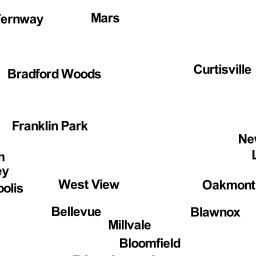 Mars
Curtisville
Bradford Woods
Franklin Park
West View
Oakmont
Bellevue
Blawnox
Millvale
Bloomfield